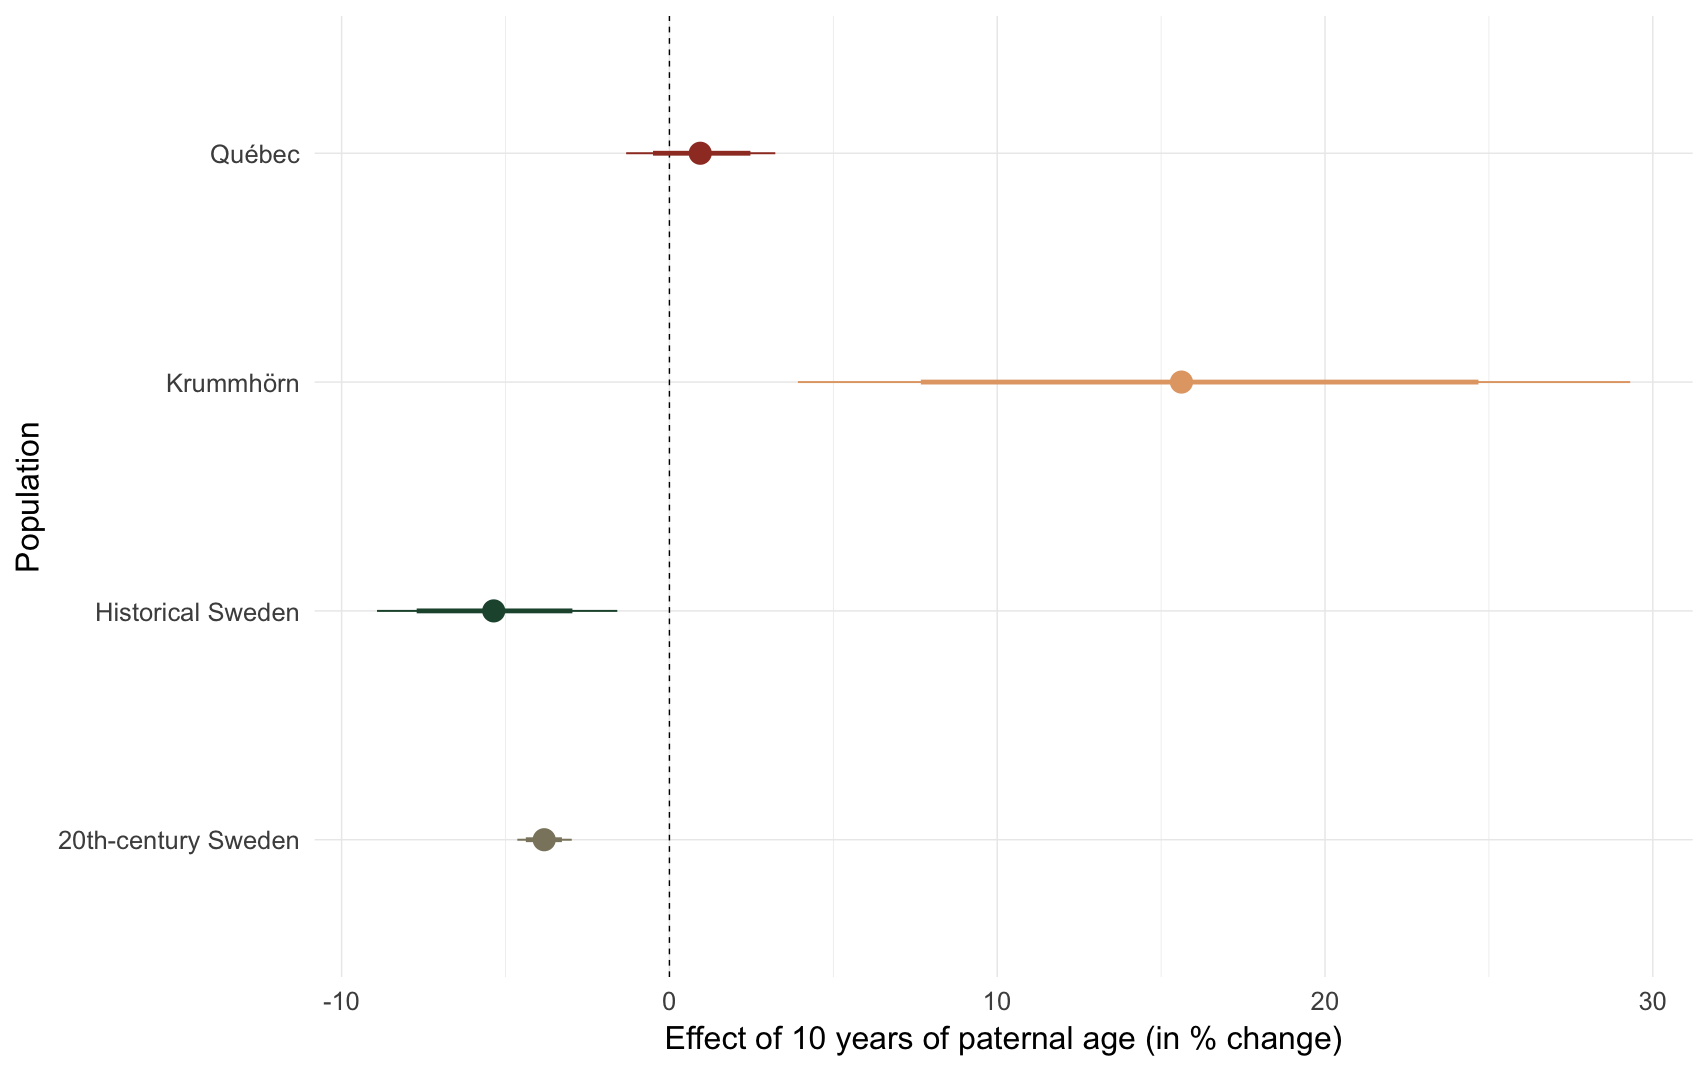 Québec
Krummhörn
Historical Sweden
20th-century Sweden
Population
-10 0 10 20 30
Effect of 10 years of paternal age (in % change)